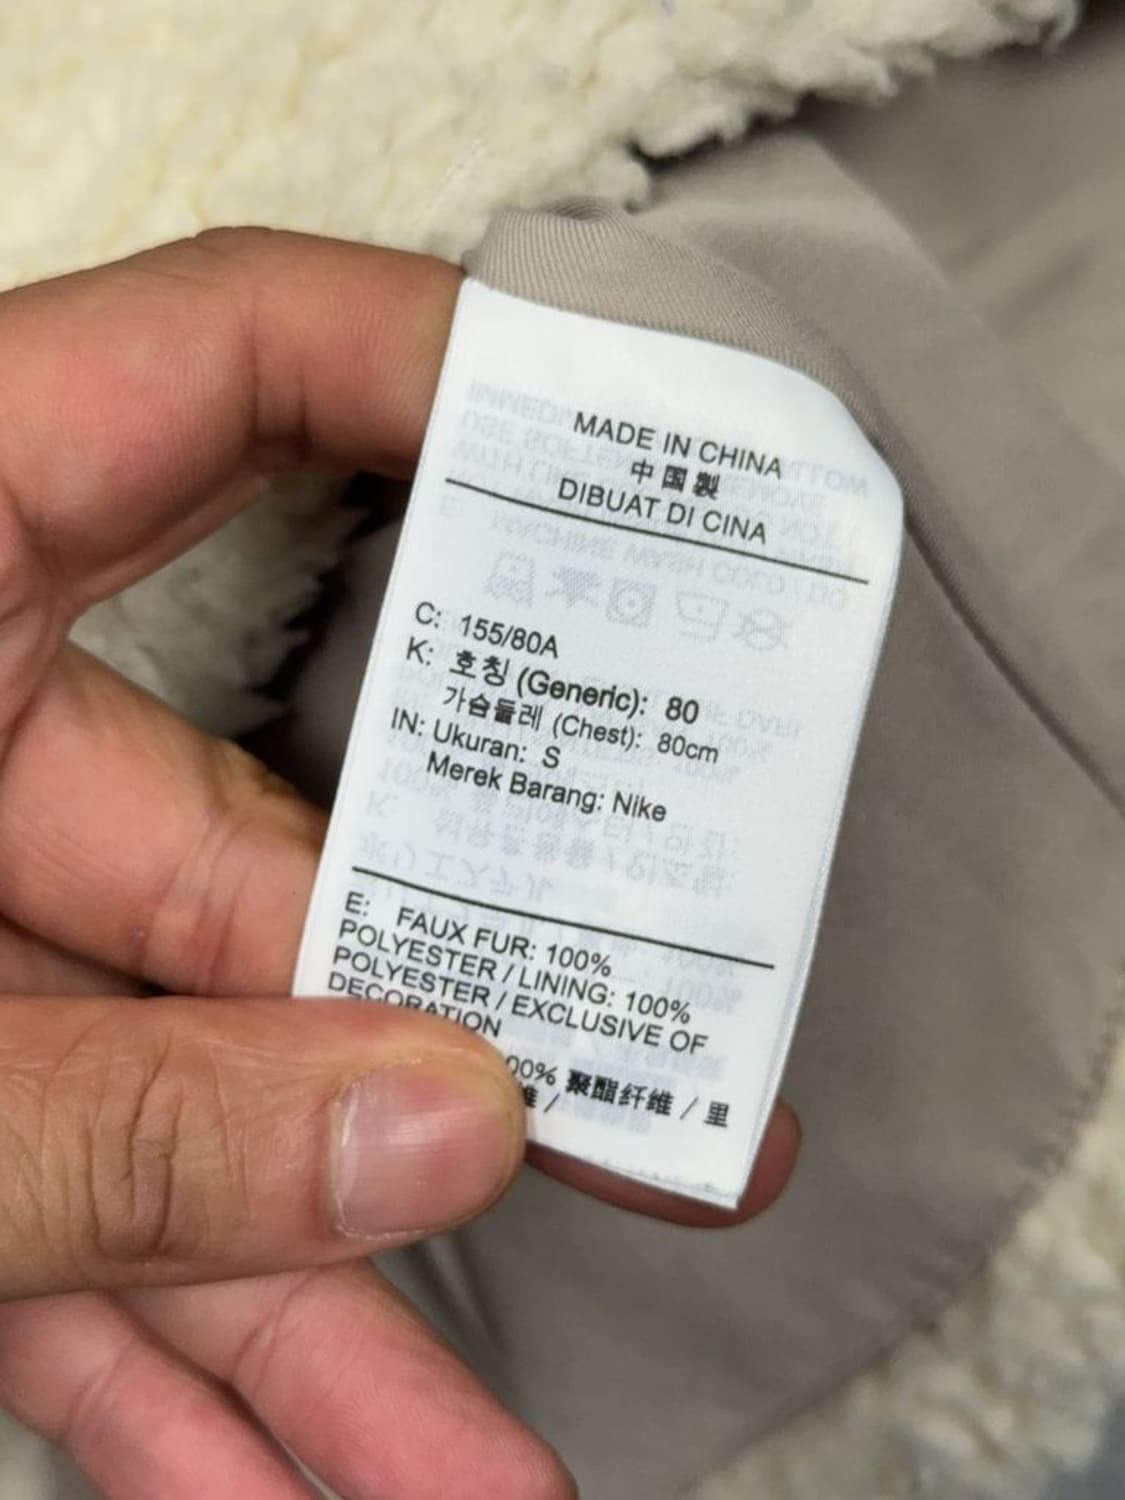 MADE IN CHINA
中国製
DIBUAT DI CINA
C: 155/80A
K: 호칭 (Generic): 80
가슴둘레 (Chest): 80cm
IN: Ukuran: S
Merek Barang: Nike
E: FAUX FUR: 100%
POLYESTER / LINING: 100%
POLYESTER / EXCLUSIVE OF
DECORATION
00% 聚酯纤维 / 里
维 /